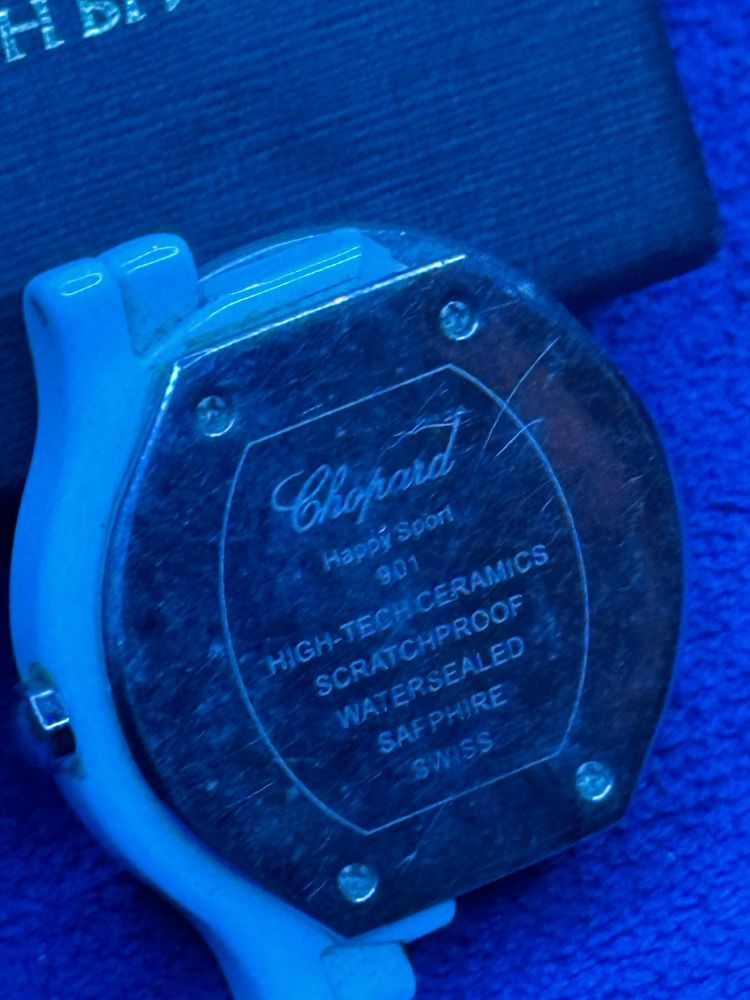 Chopard
Happy Sport
901
HIGH-TECH CERAMICS
SCRATCHPROOF
WATERSEALED
SAFPHIRE
SWISS